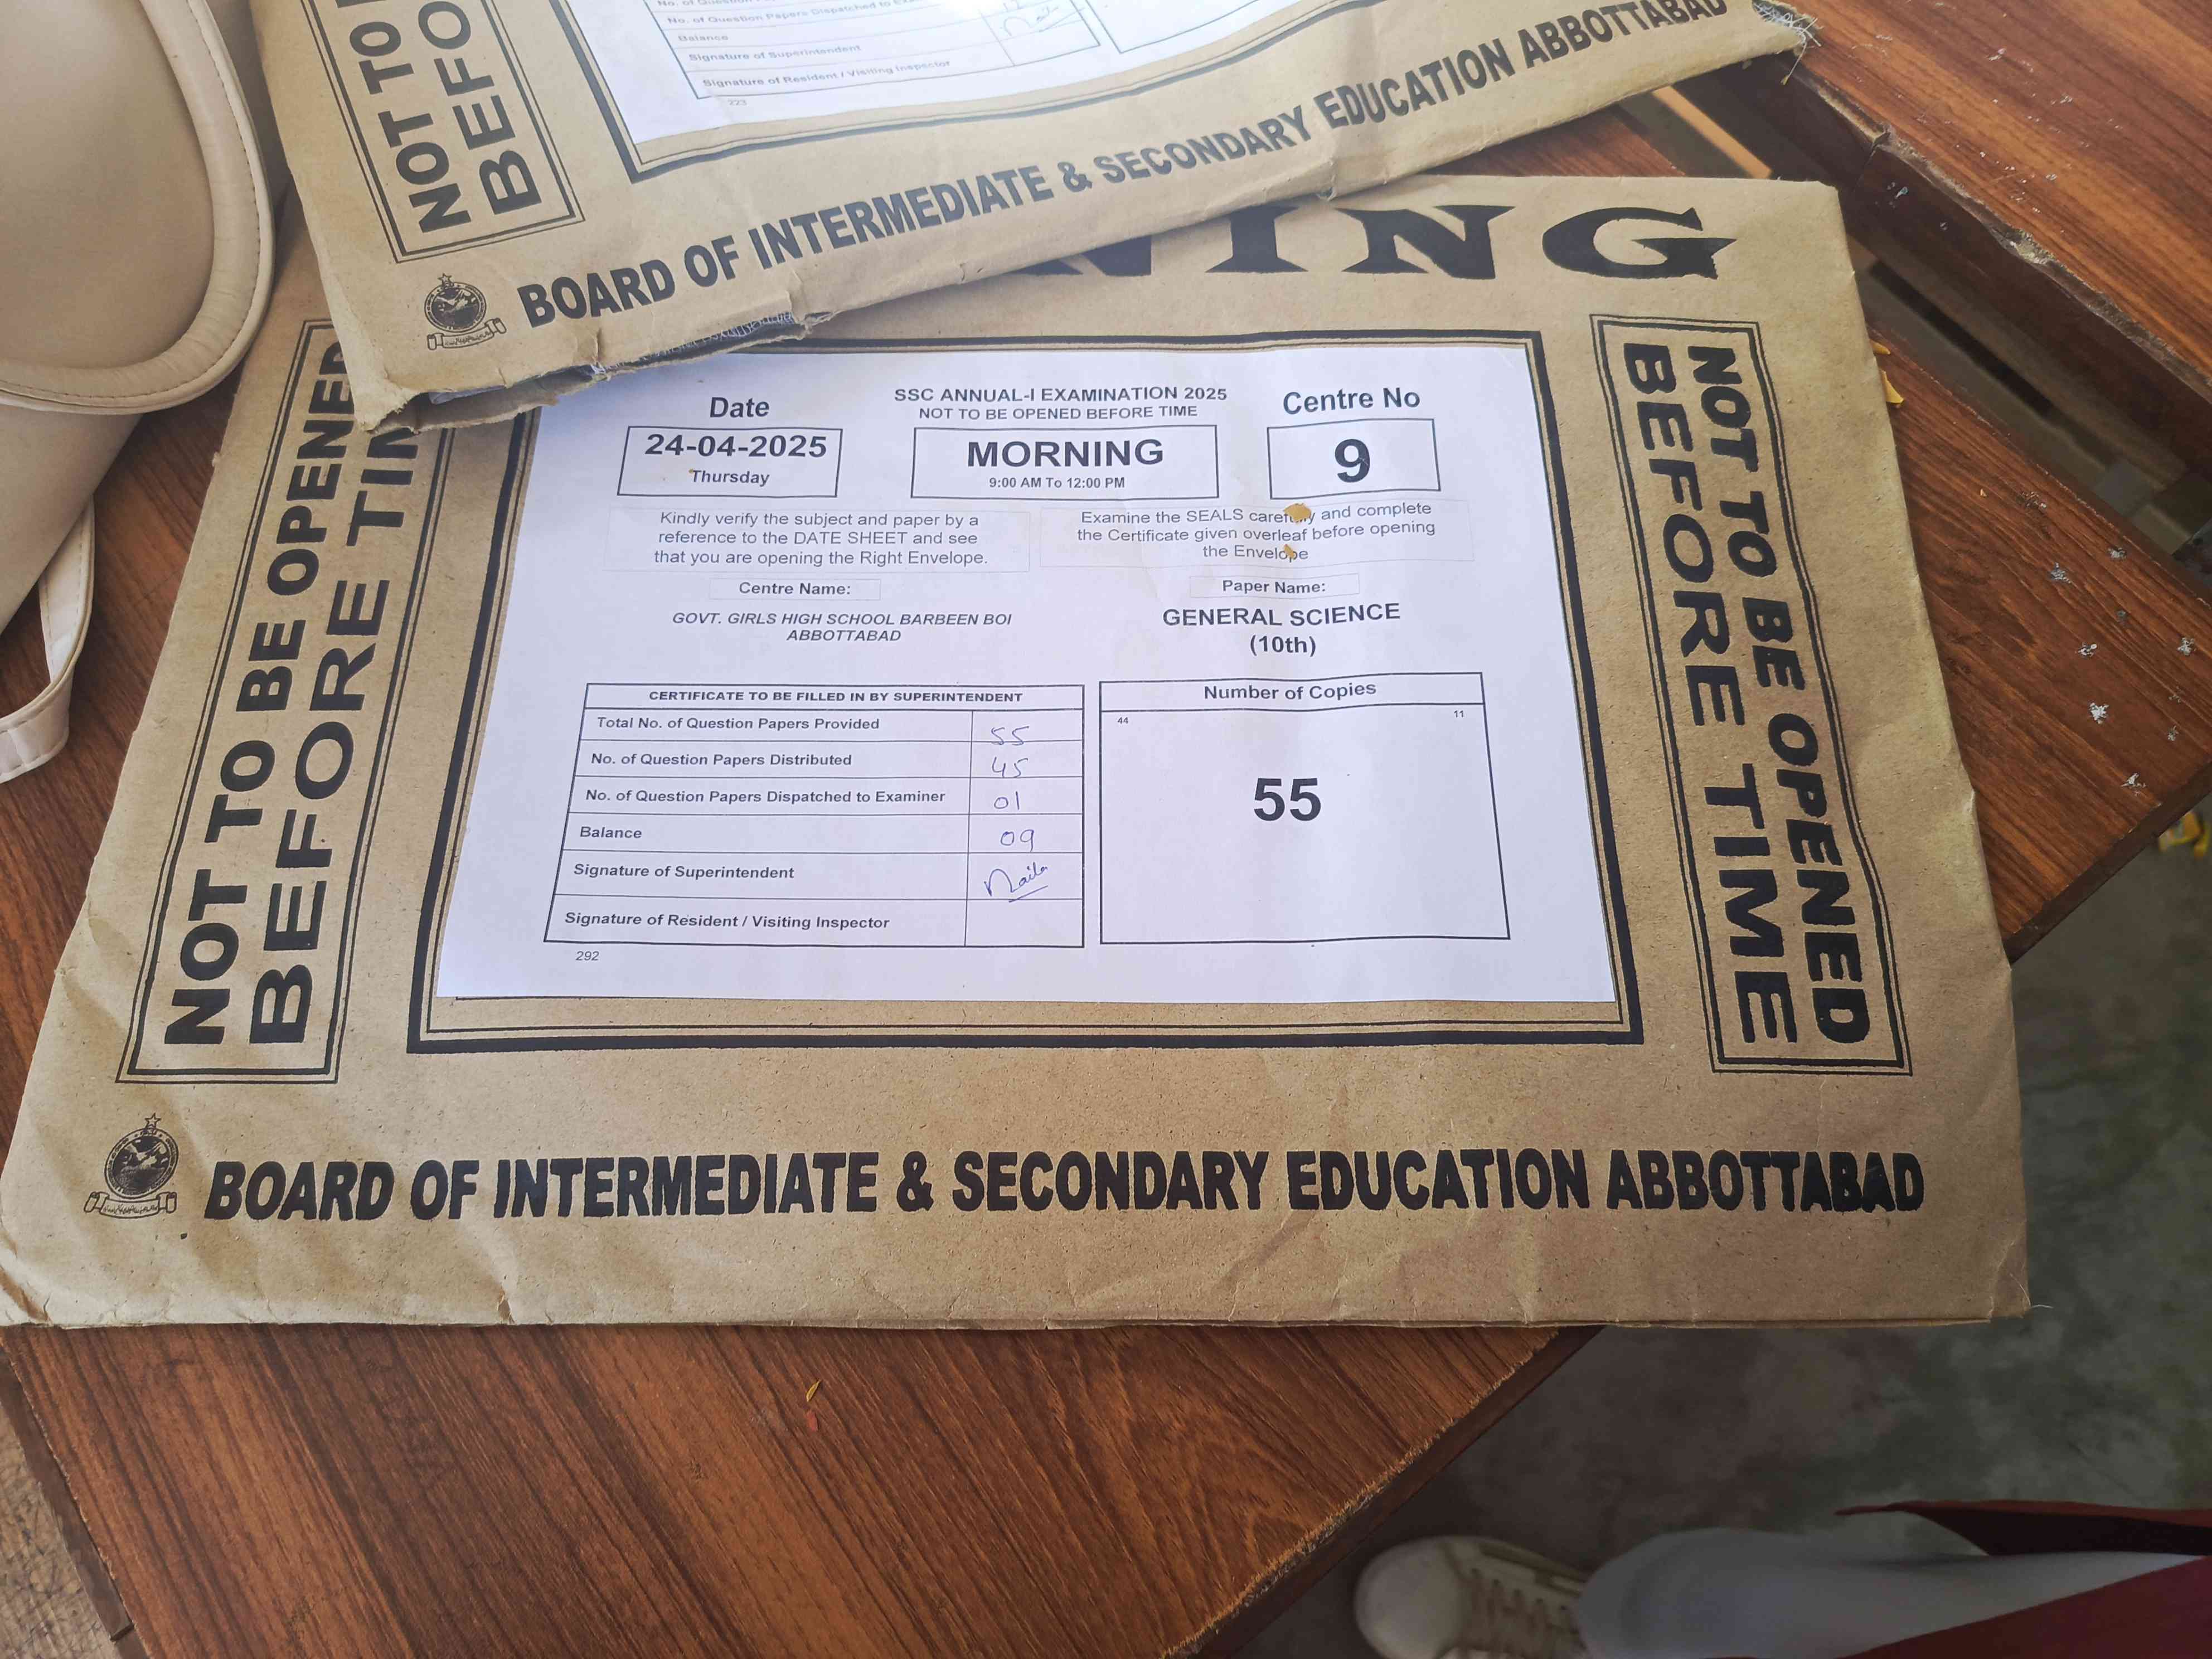 NOT TO
BEFO
No. of Question Papers Dispatched to
Balance
Signature of Superintendent
Signature of Resident / Visiting Inspector
223
BOARD OF INTERMEDIATE & SECONDARY EDUCATION ABBOTTABAD
NING
NOT TO BE OPENED
BEFORE TIM
Date
24-04-2025
Thursday
SSC ANNUAL-I EXAMINATION 2025
NOT TO BE OPENED BEFORE TIME
MORNING
9:00 AM To 12:00 PM
Centre No
9
Kindly verify the subject and paper by a
reference to the DATE SHEET and see
that you are opening the Right Envelope.
Examine the SEALS carefully and complete
the Certificate given overleaf before opening
the Envelope
Centre Name:
GOVT. GIRLS HIGH SCHOOL BARBEEN BOI
ABBOTTABAD
Paper Name:
GENERAL SCIENCE
(10th)
CERTIFICATE TO BE FILLED IN BY SUPERINTENDENT
Total No. of Question Papers Provided 55
No. of Question Papers Distributed 45
No. of Question Papers Dispatched to Examiner 01
Balance 09
Signature of Superintendent Naila
Signature of Resident / Visiting Inspector
292
Number of Copies
44 11
55
NOT TO BE OPENED
BEFORE TIME
BOARD OF INTERMEDIATE & SECONDARY EDUCATION ABBOTTABAD